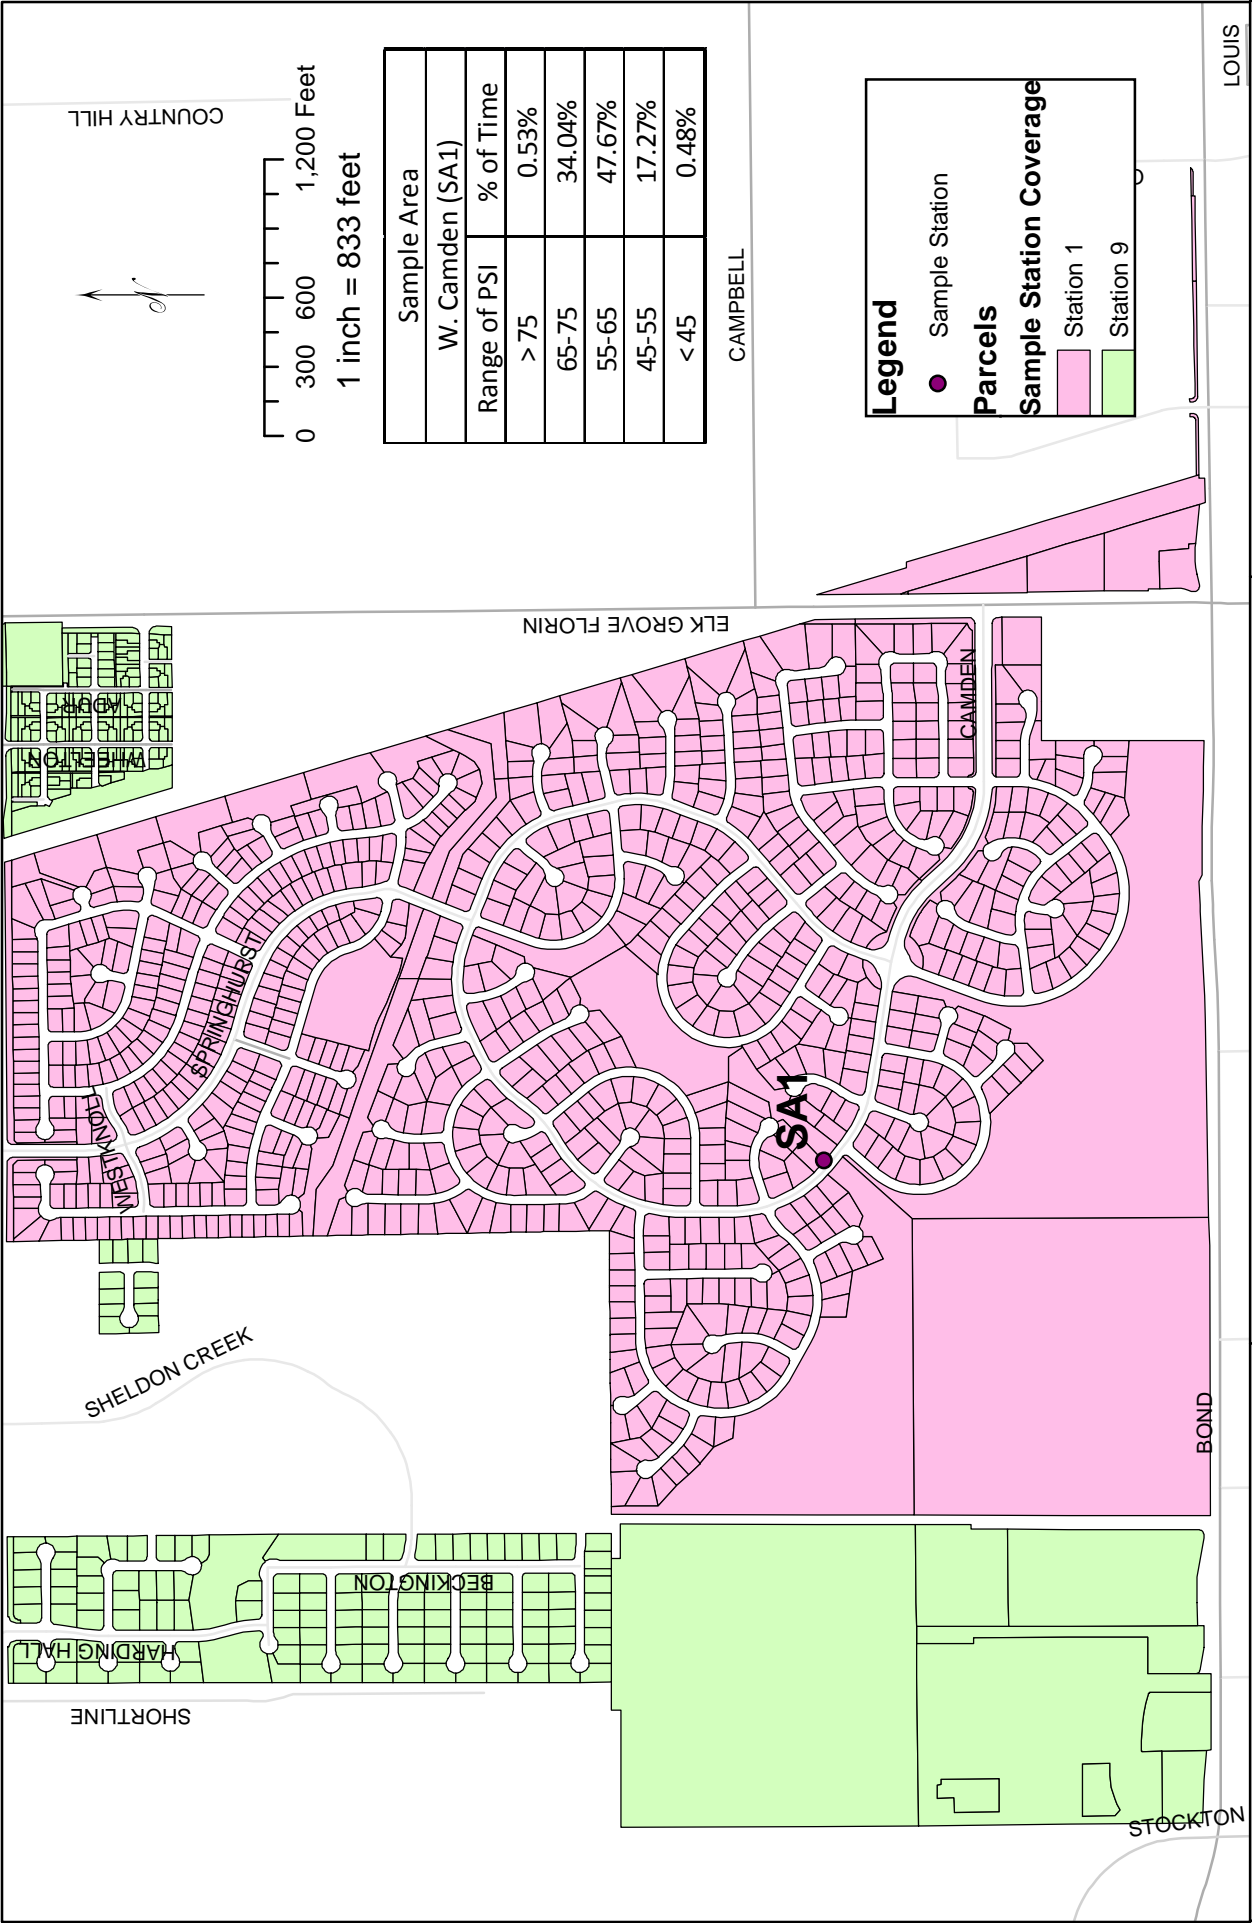 COUNTRY HILL
N
0 300 600 1,200 Feet
1 inch = 833 feet
Sample Area
W. Camden (SA1)
Range of PSI % of Time
> 75 0.53%
65-75 34.04%
55-65 47.67%
45-55 17.27%
< 45 0.48%
CAMPBELL
Legend
Sample Station
Parcels
Sample Station Coverage
Station 1
Station 9
LOUIS
ELK GROVE FLORIN
ADUR
WHEELTON
CAMDEN
SPRINGHURST
WESTKNOLL
SA1
SHELDON CREEK
BOND
BECKINGTON
HARDING HALL
SHORTLINE
STOCKTON